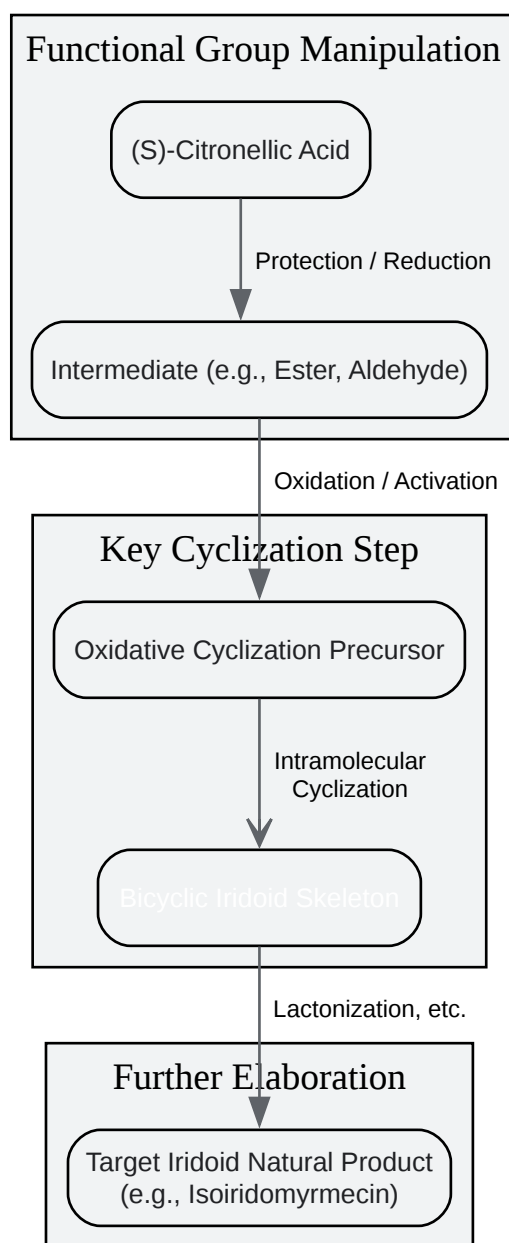 Functional Group Manipulation
(S)-Citronellic Acid
Protection / Reduction
Intermediate (e.g., Ester, Aldehyde)
Oxidation / Activation
Key Cyclization Step
Oxidative Cyclization Precursor
Intramolecular
Cyclization
Bicyclic Iridoid Skeleton
Lactonization, etc.
Further Elaboration
Target Iridoid Natural Product
(e.g., Isoiridomyrmecin)